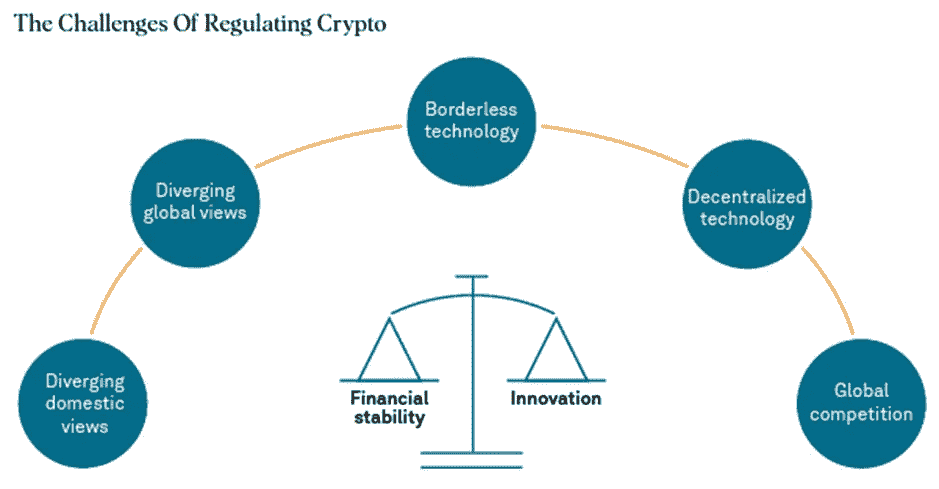 The Challenges Of Regulating Crypto
Borderless
technology
Diverging
global views
Decentralized
technology
Diverging
domestic
views
Financial
stability
Innovation
Global
competition